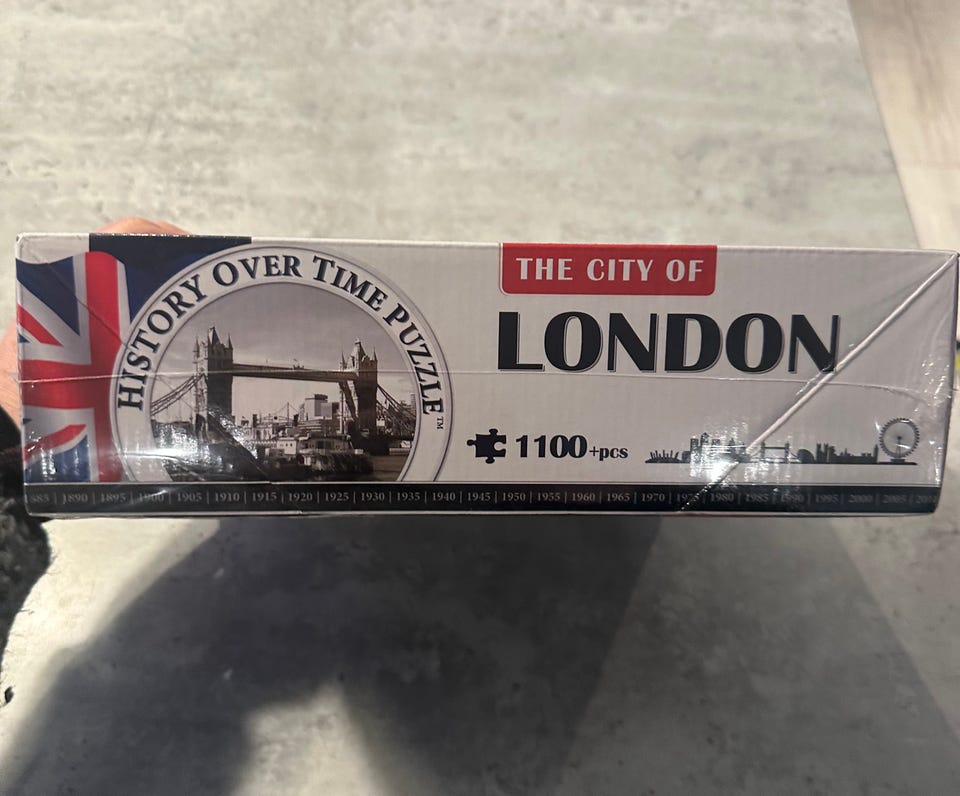 HISTORY OVER TIME PUZZLE™
THE CITY OF
LONDON
1100+pcs
1890 | 1895 | 1900 | 1905 | 1910 | 1915 | 1920 | 1925 | 1930 | 1935 | 1940 | 1945 | 1950 | 1955 | 1960 | 1965 | 1970 | 1975 | 1980 | 1985 | 1990 | 1995 | 2000 | 2005